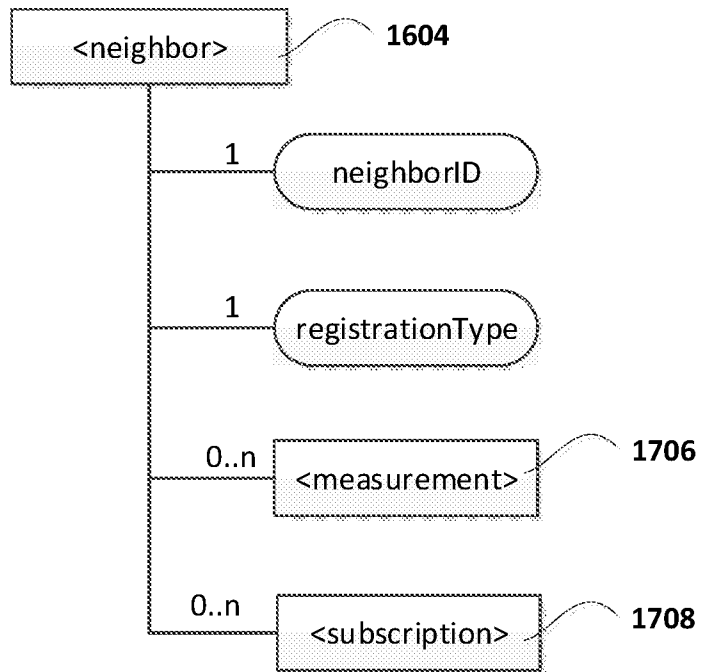 <neighbor>
1604
1
neighborID
1
registrationType
0..n
<measurement>
1706
0..n
<subscription>
1708